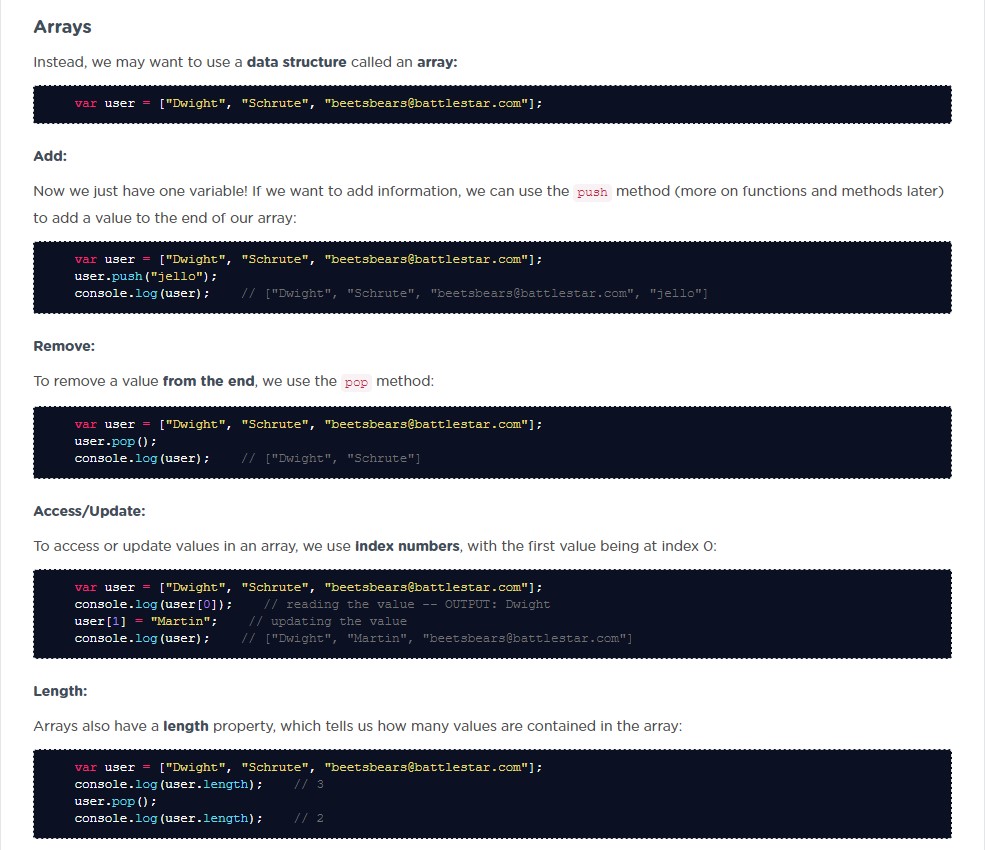 Arrays
Instead, we may want to use a data structure called an array:
var user = ["Dwight", "Schrute", "beetsbears@battlestar.com"];
Add:
Now we just have one variable! If we want to add information, we can use the push method (more on functions and methods later)
to add a value to the end of our array:
var user = ["Dwight", "Schrute", "beetsbears@battlestar.com"];
user.push("jello");
console.log(user);    // ["Dwight", "Schrute", "beetsbears@battlestar.com", "jello"]
Remove:
To remove a value from the end, we use the pop method:
var user = ["Dwight", "Schrute", "beetsbears@battlestar.com"];
user.pop();
console.log(user);    // ["Dwight", "Schrute"]
Access/Update:
To access or update values in an array, we use index numbers, with the first value being at index 0:
var user = ["Dwight", "Schrute", "beetsbears@battlestar.com"];
console.log(user[0]);    // reading the value -- OUTPUT: Dwight
user[1] = "Martin";    // updating the value
console.log(user);    // ["Dwight", "Martin", "beetsbears@battlestar.com"]
Length:
Arrays also have a length property, which tells us how many values are contained in the array:
var user = ["Dwight", "Schrute", "beetsbears@battlestar.com"];
console.log(user.length);    // 3
user.pop();
console.log(user.length);    // 2